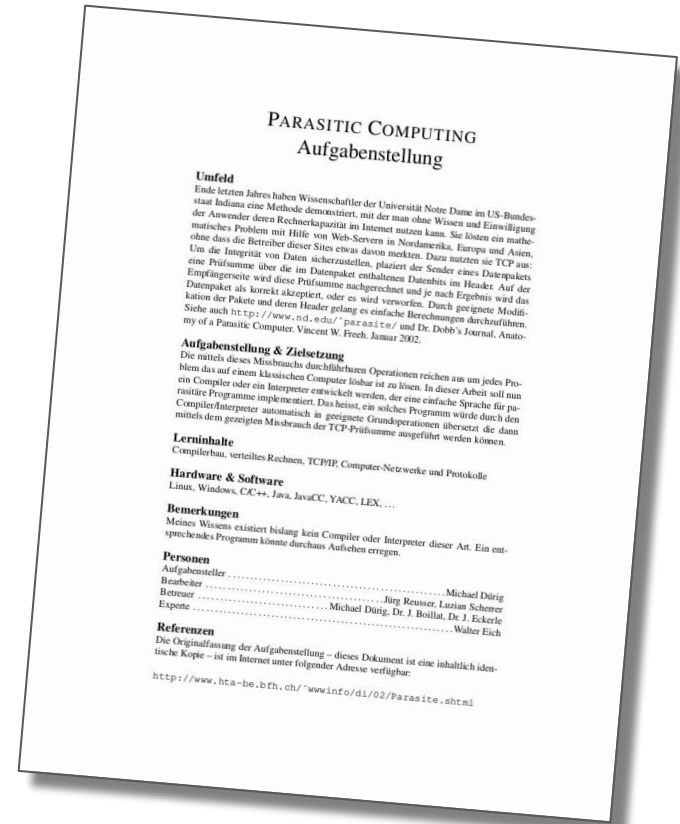 PARASITIC COMPUTING
Aufgabenstellung
Umfeld
Ende letzten Jahres haben Wissenschaftler der Universität Notre Dame im US-Bundes-
staat Indiana eine Methode demonstriert, mit der man ohne Wissen und Einwilligung
der Anwender deren Rechnerkapazität im Internet nutzen kann. Sie lösten ein mathe-
matisches Problem mit Hilfe von Web-Servern in Nordamerika, Europa und Asien,
ohne dass die Betreiber dieser Sites etwas davon merkten. Dazu nutzten sie TCP aus:
Um die Integrität von Daten sicherzustellen, plaziert der Sender eines Datenpakets
eine Prüfsumme über die im Datenpaket enthaltenen Datenbits im Header. Auf der
Empfängerseite wird diese Prüfsumme nachgerechnet und je nach Ergebnis wird das
Datenpaket als korrekt akzeptiert, oder es wird verworfen. Durch geeignete Modifi-
kation der Pakete und deren Header gelang es einfache Berechnungen durchzuführen.
Siehe auch http://www.nd.edu/~parasite/ und Dr. Dobb's Journal, Anato-
my of a Parasitic Computer. Vincent W. Freeh. Januar 2002.
Aufgabenstellung & Zielsetzung
Die mittels dieses Missbrauchs durchführbaren Operationen reichen aus um jedes Pro-
blem das auf einem klassischen Computer lösbar ist zu lösen. In dieser Arbeit soll nun
ein Compiler oder ein Interpreter entwickelt werden, der eine einfache Sprache für pa-
rasitäre Programme implementiert. Das heisst, ein solches Programm würde durch den
Compiler/Interpreter automatisch in geeignete Grundoperationen übersetzt die dann
mittels dem gezeigten Missbrauch der TCP-Prüfsumme ausgeführt werden können.
Lerninhalte
Compilerbau, verteiltes Rechnen, TCP/IP, Computer-Netzwerke und Protokolle
Hardware & Software
Linux, Windows, C/C++, Java, JavaCC, YACC, LEX, ...
Bemerkungen
Meines Wissens existiert bislang kein Compiler oder Interpreter dieser Art. Ein ent-
sprechendes Programm könnte durchaus Aufsehen erregen.
Personen
Aufgabensteller ........ Michael Dürig
Bearbeiter ........ Jürg Reusser, Luzian Scherrer
Betreuer ........ Michael Dürig, Dr. J. Boillat, Dr. J. Eckerle
Experte ........ Walter Eich
Referenzen
Die Originalfassung der Aufgabenstellung – dieses Dokument ist eine inhaltlich iden-
tische Kopie – ist im Internet unter folgender Adresse verfügbar:
http://www.hta-be.bfh.ch/~wwwinfo/di/02/Parasite.shtml